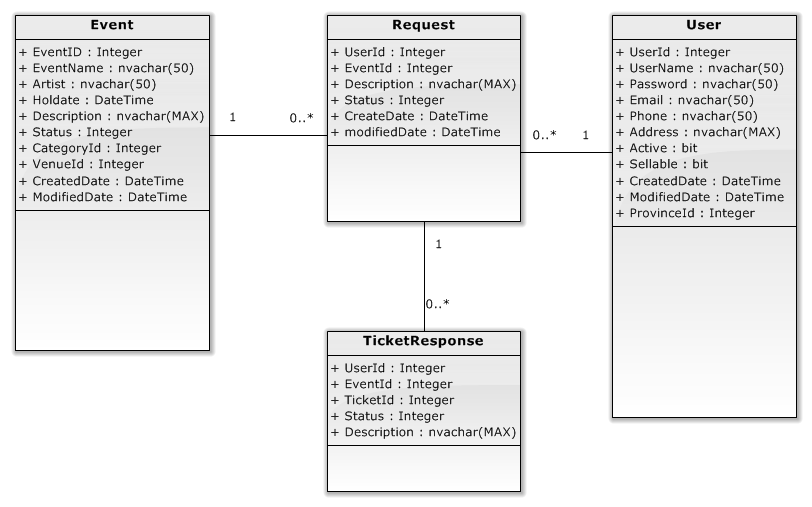 Event
+ EventID : Integer
+ EventName : nvachar(50)
+ Artist : nvachar(50)
+ Holdate : DateTime
+ Description : nvachar(MAX)
+ Status : Integer
+ CategoryId : Integer
+ VenueId : Integer
+ CreatedDate : DateTime
+ ModifiedDate : DateTime
1
0..*
Request
+ UserId : Integer
+ EventId : Integer
+ Description : nvachar(MAX)
+ Status : Integer
+ CreateDate : DateTime
+ modifiedDate : DateTime
0..*
1
User
+ UserId : Integer
+ UserName : nvachar(50)
+ Password : nvachar(50)
+ Email : nvachar(50)
+ Phone : nvachar(50)
+ Address : nvachar(MAX)
+ Active : bit
+ Sellable : bit
+ CreatedDate : DateTime
+ ModifiedDate : DateTime
+ ProvinceId : Integer
1
0..*
TicketResponse
+ UserId : Integer
+ EventId : Integer
+ TicketId : Integer
+ Status : Integer
+ Description : nvachar(MAX)